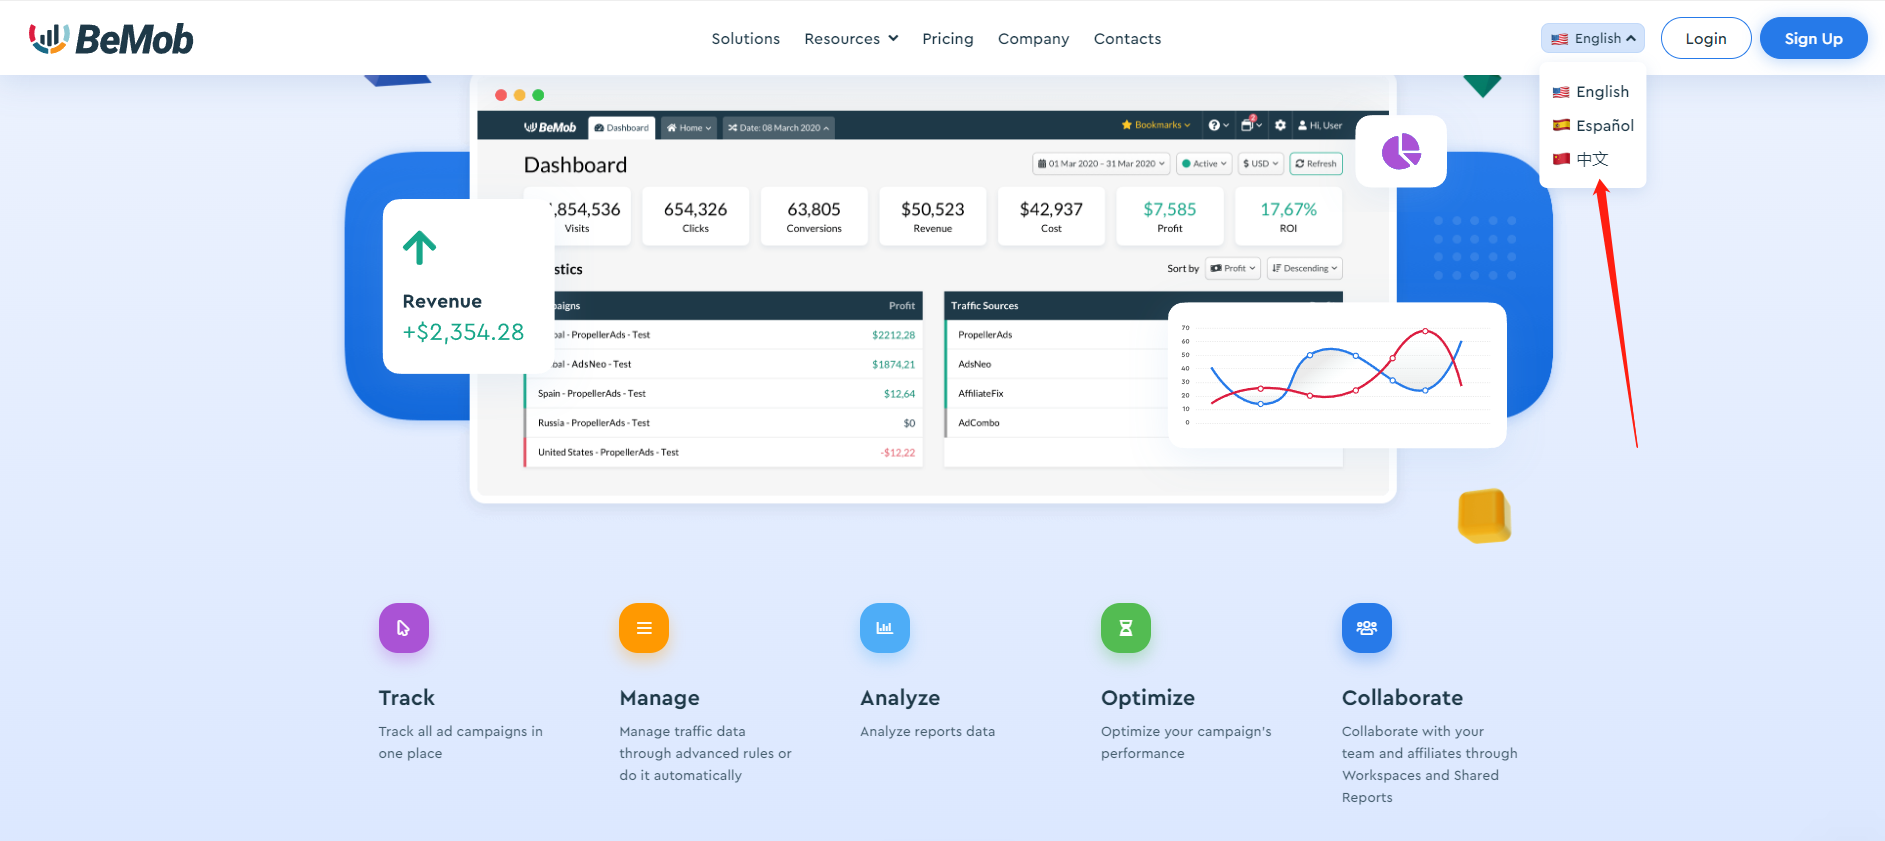 BeMob
Solutions Resources Pricing Company Contacts
English Login Sign Up
English
Español
中文
BeMob Dashboard Home Date: 08 March 2020 Bookmarks 2 Hi, User
Dashboard
01 Mar 2020 - 31 Mar 2020 Active $ USD Refresh
,854,536
Visits
654,326
Clicks
63,805
Conversions
$50,523
Revenue
$42,937
Cost
$7,585
Profit
17,67%
ROI
Revenue
+$2,354.28
stics
Sort by Profit Descending
aigns Profit
al - PropellerAds - Test $2212,28
al - AdsNeo - Test $1874,21
Spain - PropellerAds - Test $12,64
Russia - PropellerAds - Test $0
United States - PropellerAds - Test -$12,22
Traffic Sources
PropellerAds
AdsNeo
AffiliateFix
AdCombo
70
60
50
40
30
20
10
0
Track
Track all ad campaigns in
one place
Manage
Manage traffic data
through advanced rules or
do it automatically
Analyze
Analyze reports data
Optimize
Optimize your campaign's
performance
Collaborate
Collaborate with your
team and affiliates through
Workspaces and Shared
Reports